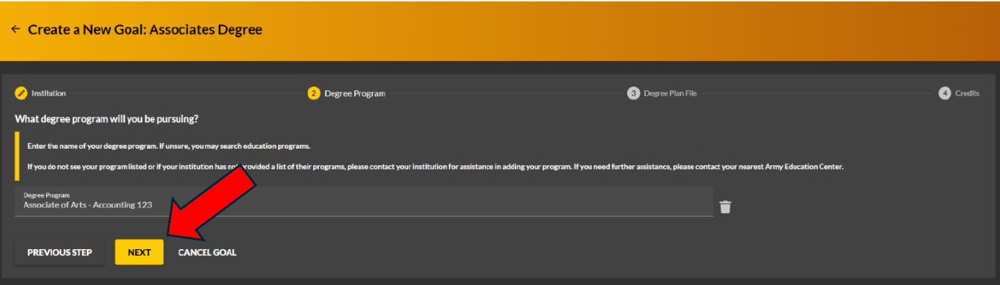 ← Create a New Goal: Associates Degree
Institution
2 Degree Program
3 Degree Plan File
4 Credits
What degree program will you be pursuing?
Enter the name of your degree program. If unsure, you may search education programs.
If you do not see your program listed or if your institution has not provided a list of their programs, please contact your institution for assistance in adding your program. If you need further assistance, please contact your nearest Army Education Center.
Degree Program
Associate of Arts - Accounting 123
PREVIOUS STEP
NEXT
CANCEL GOAL